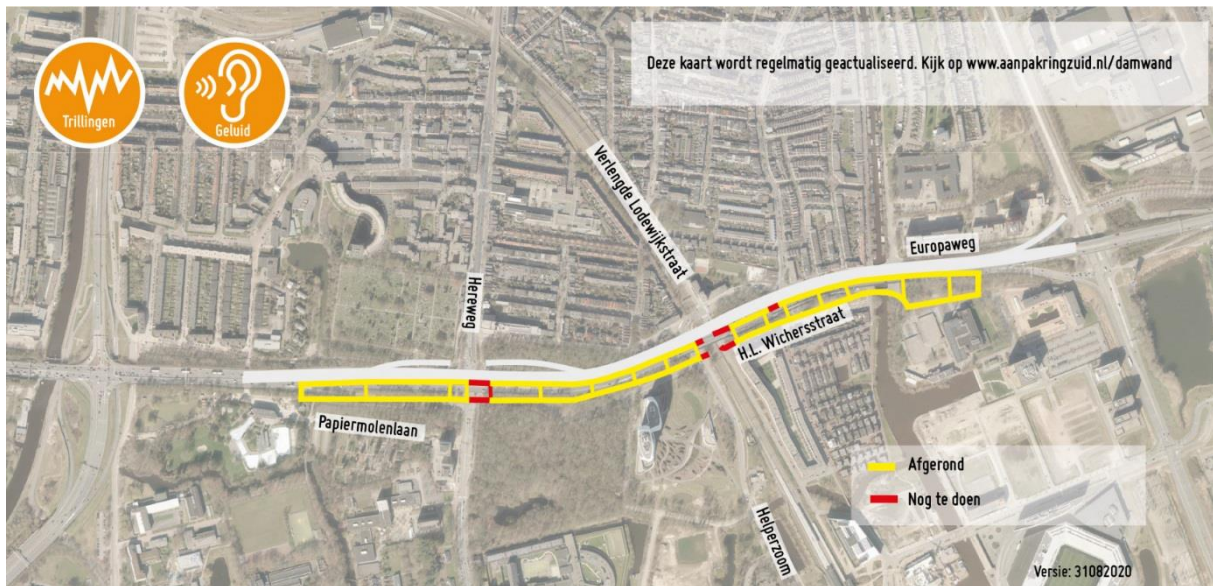 Trillingen
Geluid
Deze kaart wordt regelmatig geactualiseerd. Kijk op www.aanpakringzuid.nl/damwand
Verlengde Lodewijkstraat
Hereweg
Europaweg
H.L. Wichersstraat
Papiermolenlaan
Helperzoom
Afgerond
Nog te doen
Versie: 31082020